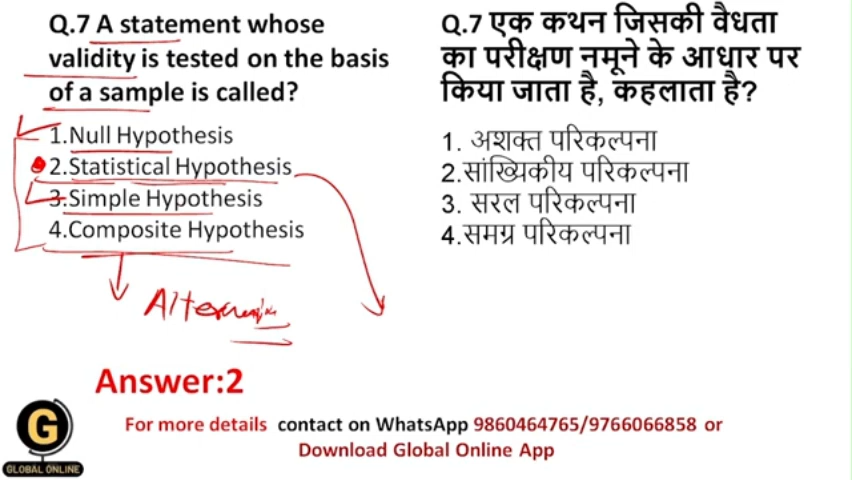 Q.7 A statement whose
validity is tested on the basis
of a sample is called?
1.Null Hypothesis
2.Statistical Hypothesis
3.Simple Hypothesis
4.Composite Hypothesis
Answer:2
Q.7 एक कथन जिसकी वैधता
का परीक्षण नमूने के आधार पर
किया जाता है, कहलाता है?
1. अशक्त परिकल्पना
2.सांख्यिकीय परिकल्पना
3. सरल परिकल्पना
4.समग्र परिकल्पना
For more details contact on WhatsApp 9860464765/9766066858 or
Download Global Online App
G
GLOBAL ONLINE